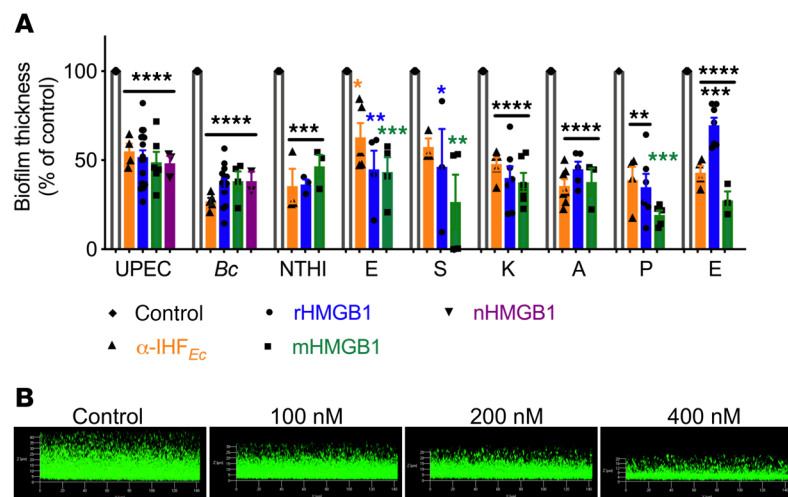 A
Biofilm thickness
(% of control)
100
50
0
****
****
***
*
**
***
*
**
****
****
**
***
****
***
UPEC Bc NTHI E S K A P E
Control rHMGB1 nHMGB1
α-IHFEc mHMGB1
B
Control 100 nM 200 nM 400 nM